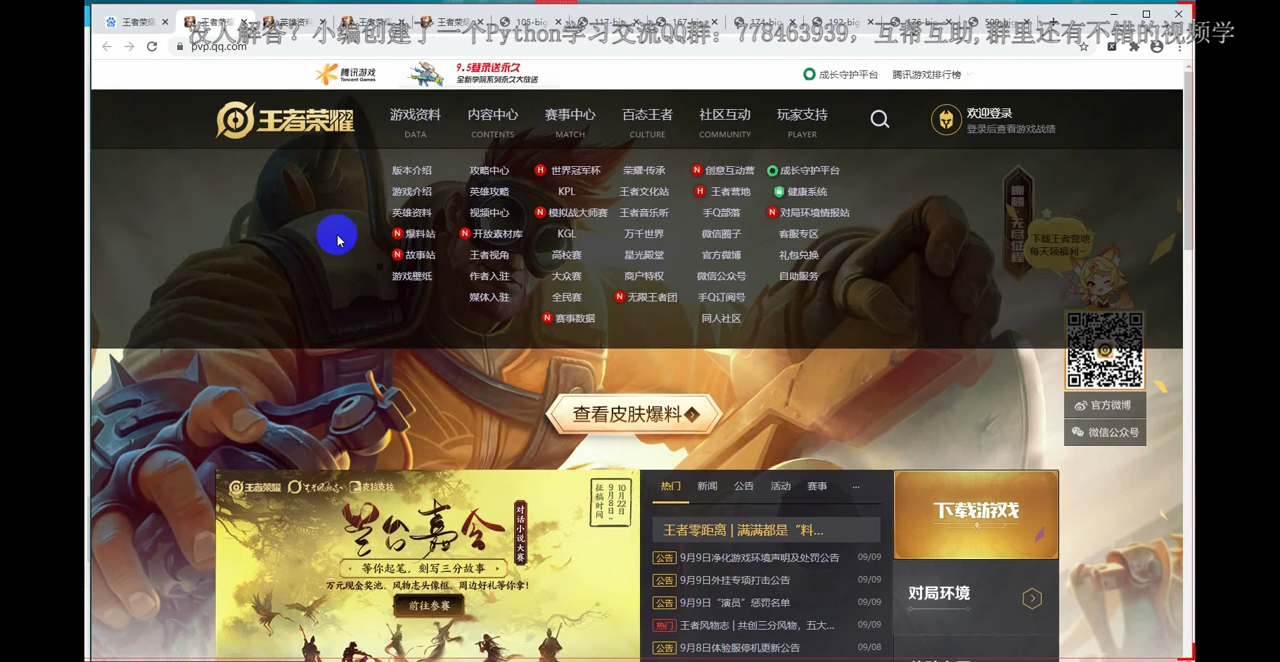 没人解答？小编创建了一个Python学习交流QQ群：778463939，互帮互助,群里还有不错的视频学
pvp.qq.com
腾讯游戏
Tencent Games
9.5登录送永久
全新学院系列永久大放送
成长守护平台
腾讯游戏排行榜
王者荣耀
游戏资料 内容中心 赛事中心 百态王者 社区互动 玩家支持
DATA CONTENTS MATCH CULTURE COMMUNITY PLAYER
欢迎登录
登录后查看游戏战绩
版本介绍 攻略中心 H 世界冠军杯 荣耀·传承 N 创意互动营 成长守护平台
游戏介绍 英雄攻略 KPL 王者文化站 H 王者营地 健康系统
英雄资料 视频中心 N 模拟战大师赛 王者音乐听 手Q部落 N 对局环境情报站
N 爆料站 N 开放素材库 KGL 万千世界 微信圈子 客服专区
N 故事站 王者视角 高校赛 星光殿堂 官方微博 礼包兑换
游戏壁纸 作者入驻 大众赛 商户特权 微信公众号 自助服务
媒体入驻 全民赛 N 无限王者团 手Q订阅号
N 赛事数据 同人社区
下载王者营地
每天领福利~
官方微博
微信公众号
查看皮肤爆料
王者荣耀
征稿时间
9月8日~
10月22日
对话小说大赛
等你起笔，刻写三分故事
万元现金奖池、风物志头像框、周边好礼等你拿！
前往参赛
热门 新闻 公告 活动 赛事 ...
王者零距离 | 满满都是“料...
公告 9月9日净化游戏环境声明及处罚公告 09/09
公告 9月9日外挂专项打击公告 09/09
公告 9月9日“演员”惩罚名单 09/09
热门 王者风物志 | 共创三分风物，五大... 09/09
公告 9月8日体验服停机更新公告 09/08
下载游戏
对局环境